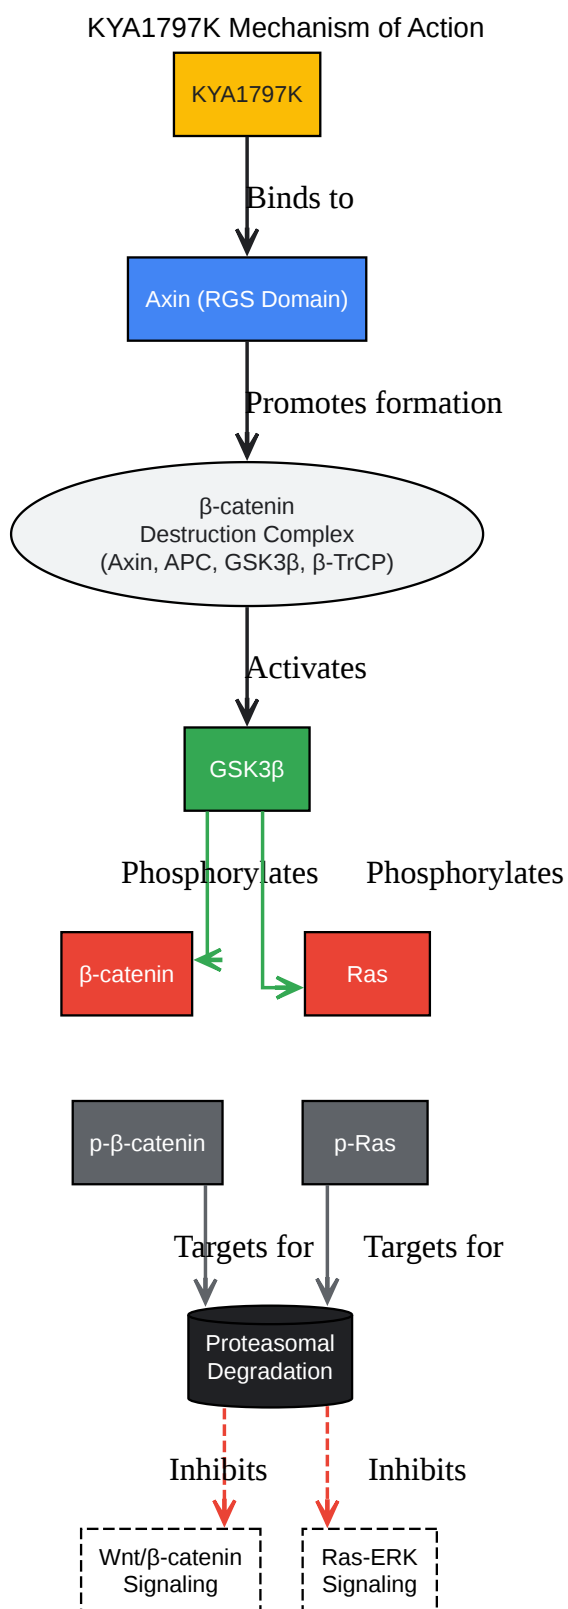 KYA1797K Mechanism of Action
KYA1797K
Binds to
Axin (RGS Domain)
Promotes formation
β-catenin
Destruction Complex
(Axin, APC, GSK3β, β-TrCP)
Activates
GSK3β
Phosphorylates
Phosphorylates
β-catenin
Ras
p-β-catenin
p-Ras
Targets for
Targets for
Proteasomal
Degradation
Inhibits
Inhibits
Wnt/β-catenin
Signaling
Ras-ERK
Signaling